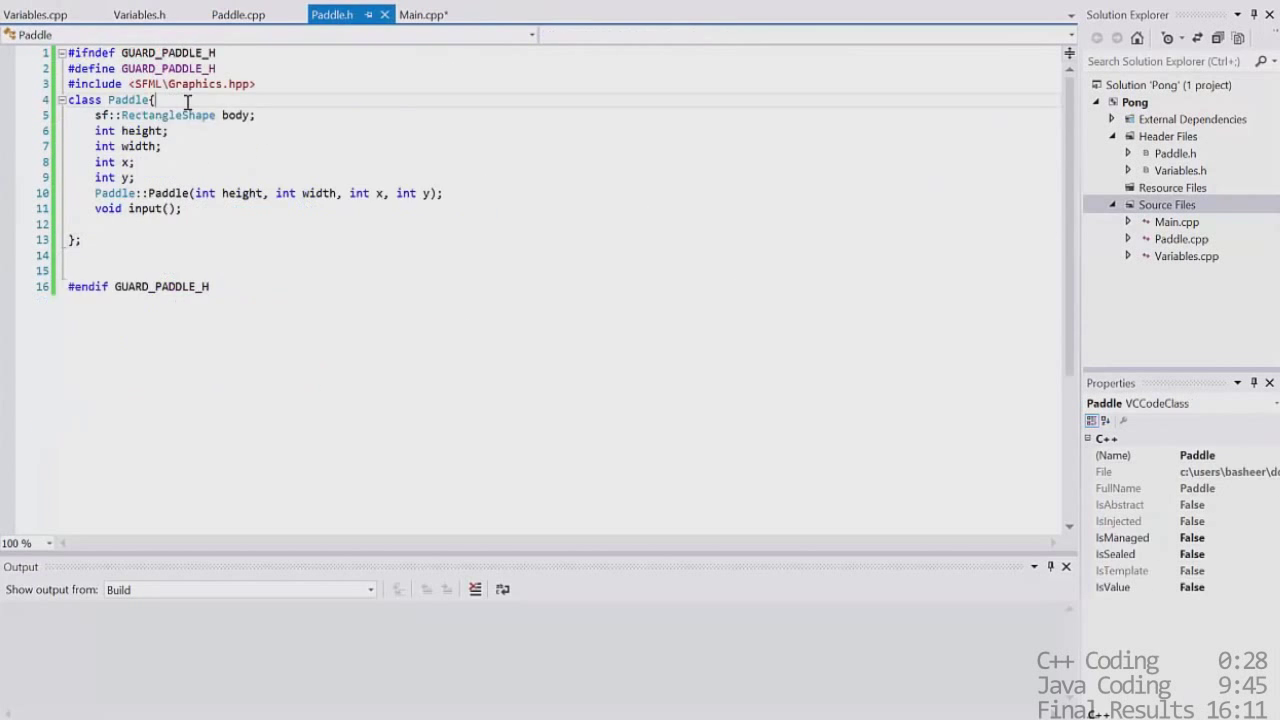 Variables.cpp Variables.h Paddle.cpp Paddle.h Main.cpp*
Paddle
1 #ifndef GUARD_PADDLE_H
2 #define GUARD_PADDLE_H
3 #include <SFML\Graphics.hpp>
4 class Paddle{
5 sf::RectangleShape body;
6 int height;
7 int width;
8 int x;
9 int y;
10 Paddle::Paddle(int height, int width, int x, int y);
11 void input();
12
13 };
14
15
16 #endif GUARD_PADDLE_H
100 %
Output
Show output from: Build
Solution Explorer
Search Solution Explorer (Ctrl+;)
Solution 'Pong' (1 project)
Pong
External Dependencies
Header Files
Paddle.h
Variables.h
Resource Files
Source Files
Main.cpp
Paddle.cpp
Variables.cpp
Properties
Paddle VCCodeClass
C++
(Name) Paddle
File c:\users\basheer\do
FullName Paddle
IsAbstract False
IsInjected False
IsManaged False
IsSealed False
IsTemplate False
IsValue False
C++
C++ Coding 0:28
Java Coding 9:45
Final Results 16:11